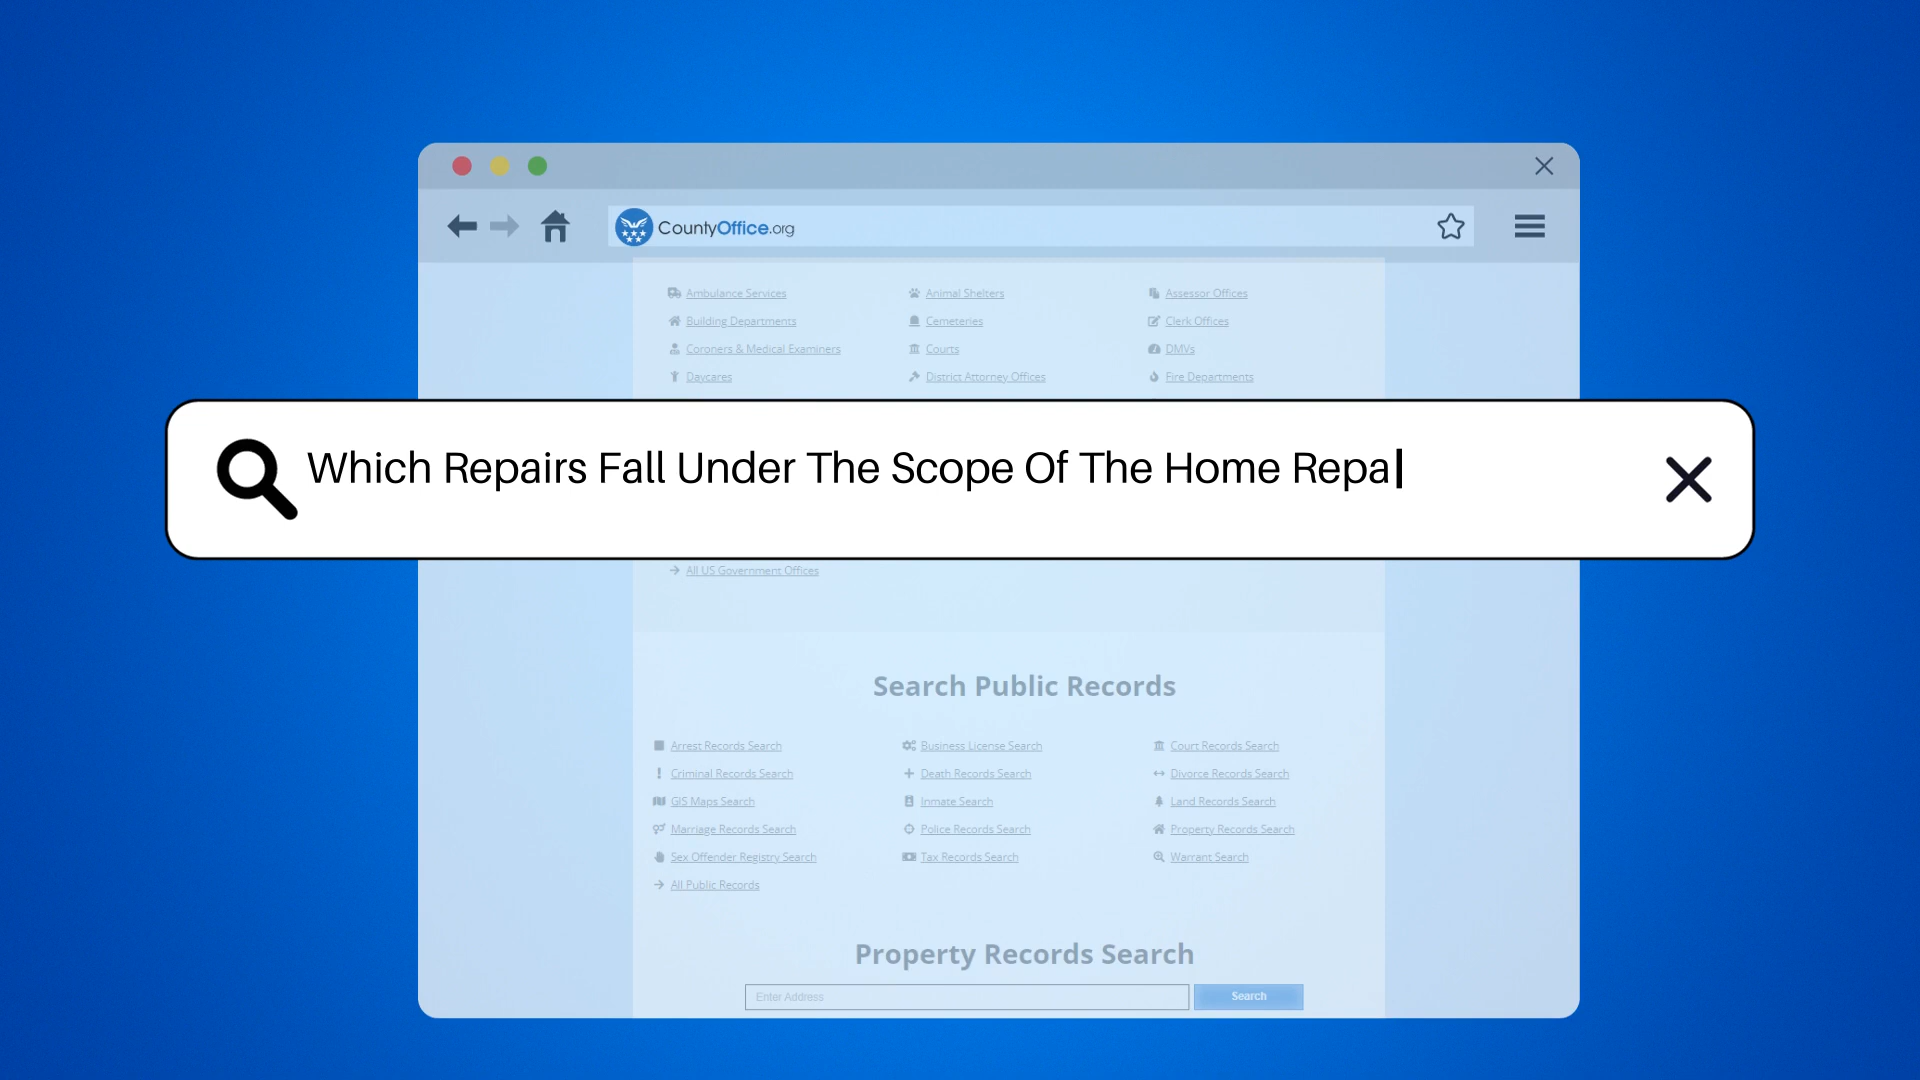 CountyOffice.org
Ambulance Services Animal Shelters Assessor Offices
Building Departments Cemeteries Clerk Offices
Coroners & Medical Examiners Courts DMVs
Daycares District Attorney Offices Fire Departments
Which Repairs Fall Under The Scope Of The Home Repa
All US Government Offices
Search Public Records
Arrest Records Search Business License Search Court Records Search
Criminal Records Search Death Records Search Divorce Records Search
GIS Maps Search Inmate Search Land Records Search
Marriage Records Search Police Records Search Property Records Search
Sex Offender Registry Search Tax Records Search Warrant Search
All Public Records
Property Records Search
Enter Address Search